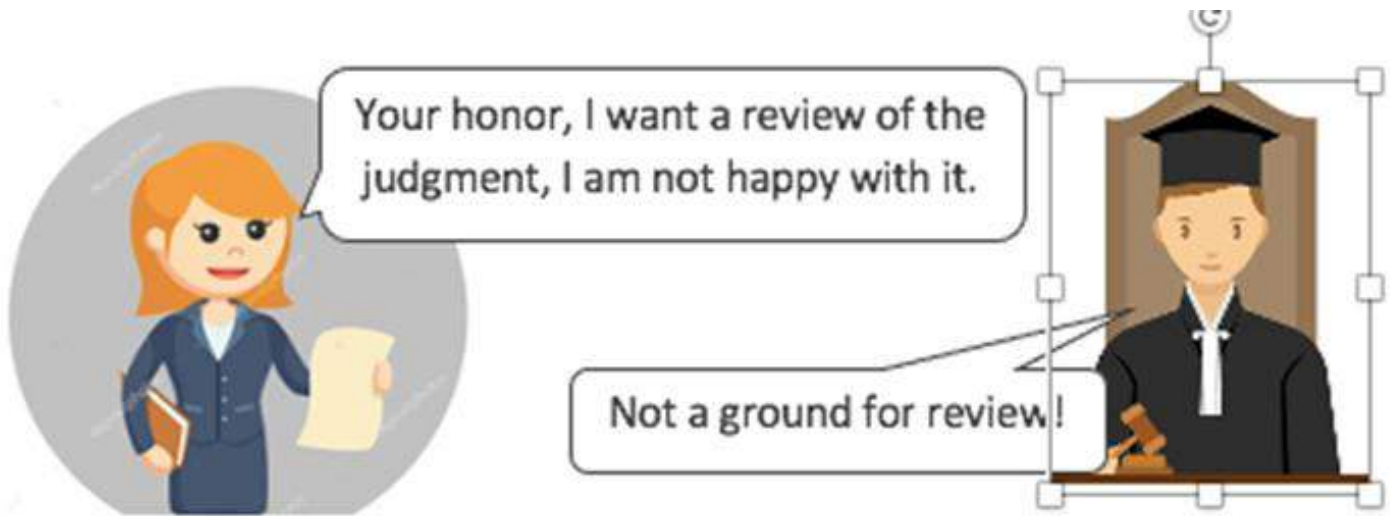 Your honor, I want a review of the
judgment, I am not happy with it.
Not a ground for review!